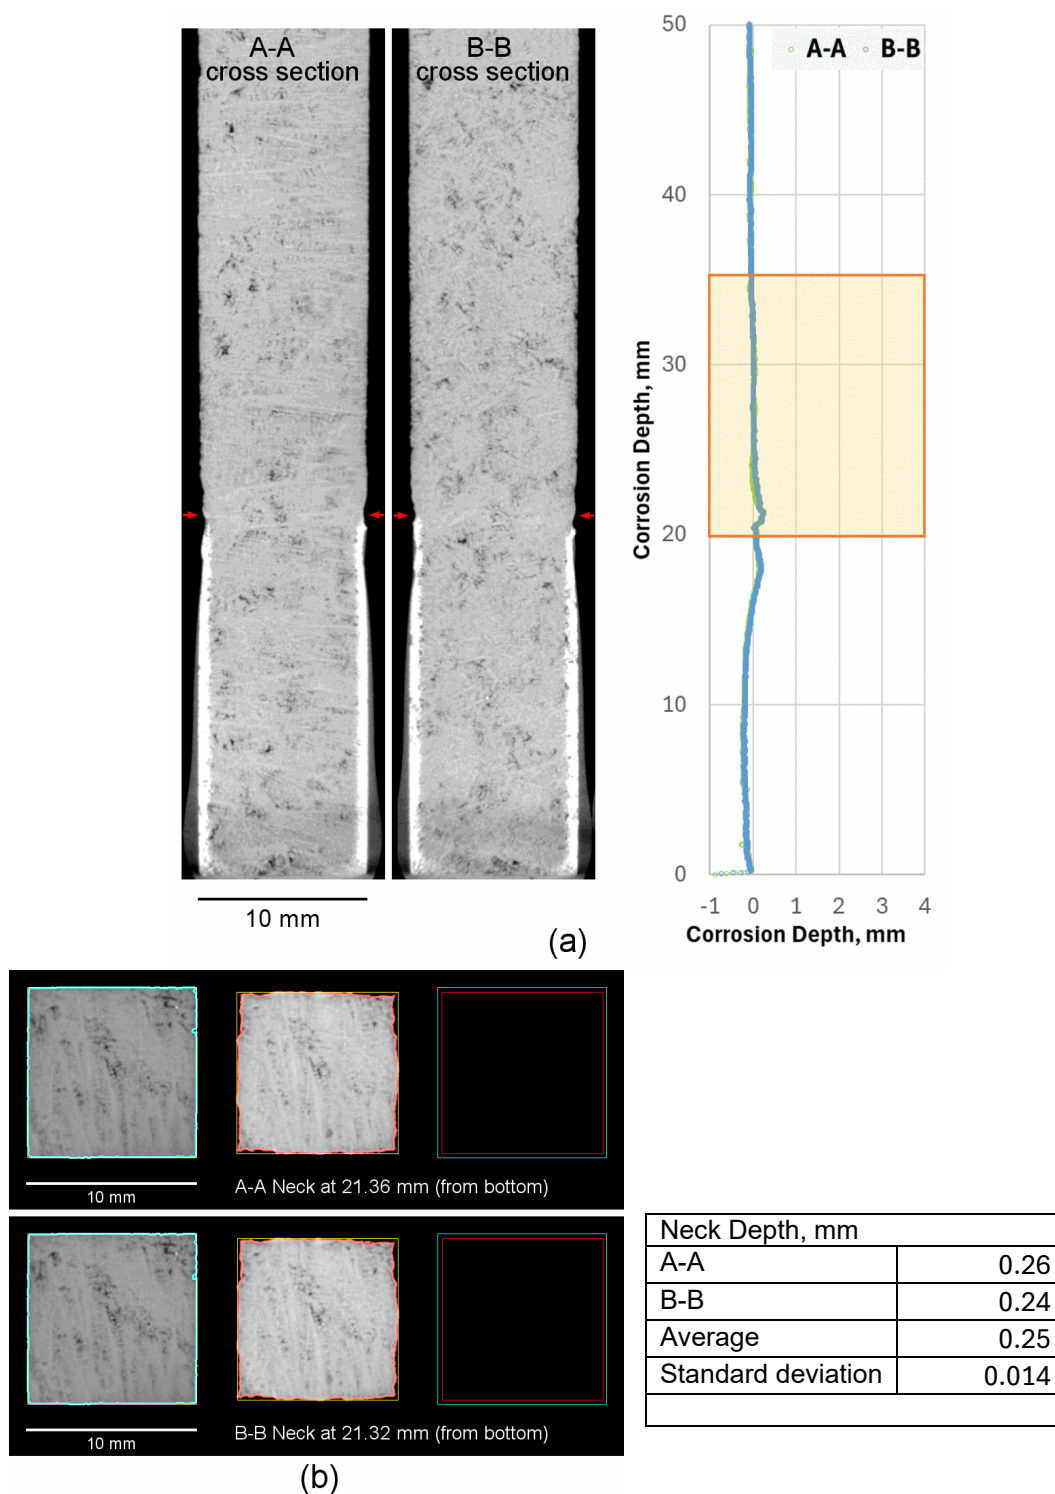 A-A
cross section
B-B
cross section
10 mm
(a)
A-A B-B
50
40
30
20
10
0
Corrosion Depth, mm
-1 0 1 2 3 4
Corrosion Depth, mm
10 mm
A-A Neck at 21.36 mm (from bottom)
10 mm
B-B Neck at 21.32 mm (from bottom)
(b)
Neck Depth, mm
A-A 0.26
B-B 0.24
Average 0.25
Standard deviation 0.014